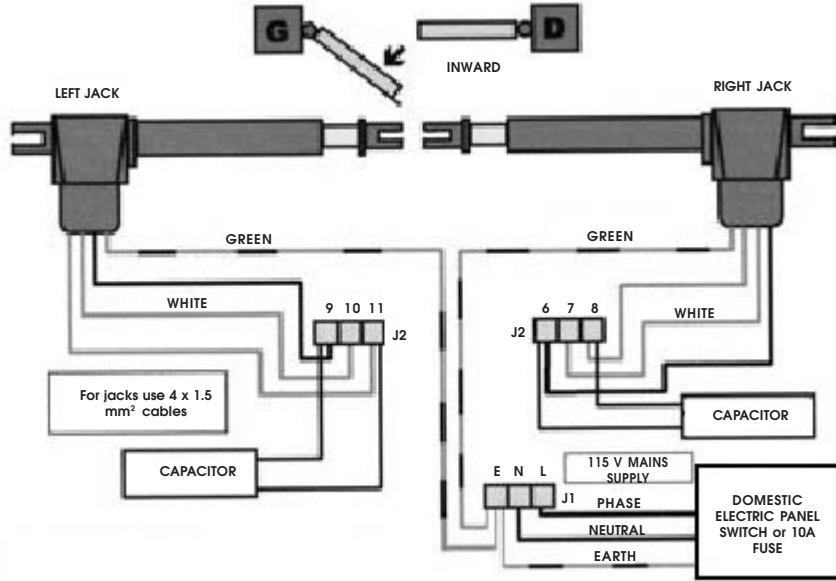 G
D
INWARD
LEFT JACK
RIGHT JACK
GREEN
GREEN
WHITE
WHITE
9 10 11
J2
6 7 8
J2
For jacks use 4 x 1.5
mm² cables
CAPACITOR
CAPACITOR
E N L
J1
115 V MAINS
SUPPLY
PHASE
NEUTRAL
EARTH
DOMESTIC
ELECTRIC PANEL
SWITCH or 10A
FUSE